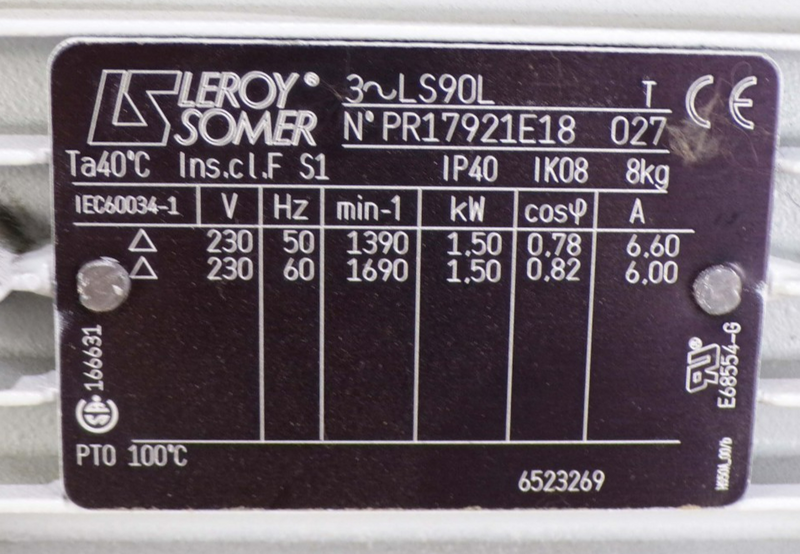 LEROY® 3~LS90L T CE
SOMER N° PR17921E18 027
Ta40°C Ins.cl.F S1 IP40 IK08 8kg
IEC60034-1 V Hz min-1 kW cosφ A
△ 230 50 1390 1.50 0.78 6.60
△ 230 60 1690 1.50 0.82 6.00
166631
E68554-G
PTO 100°C
6523269